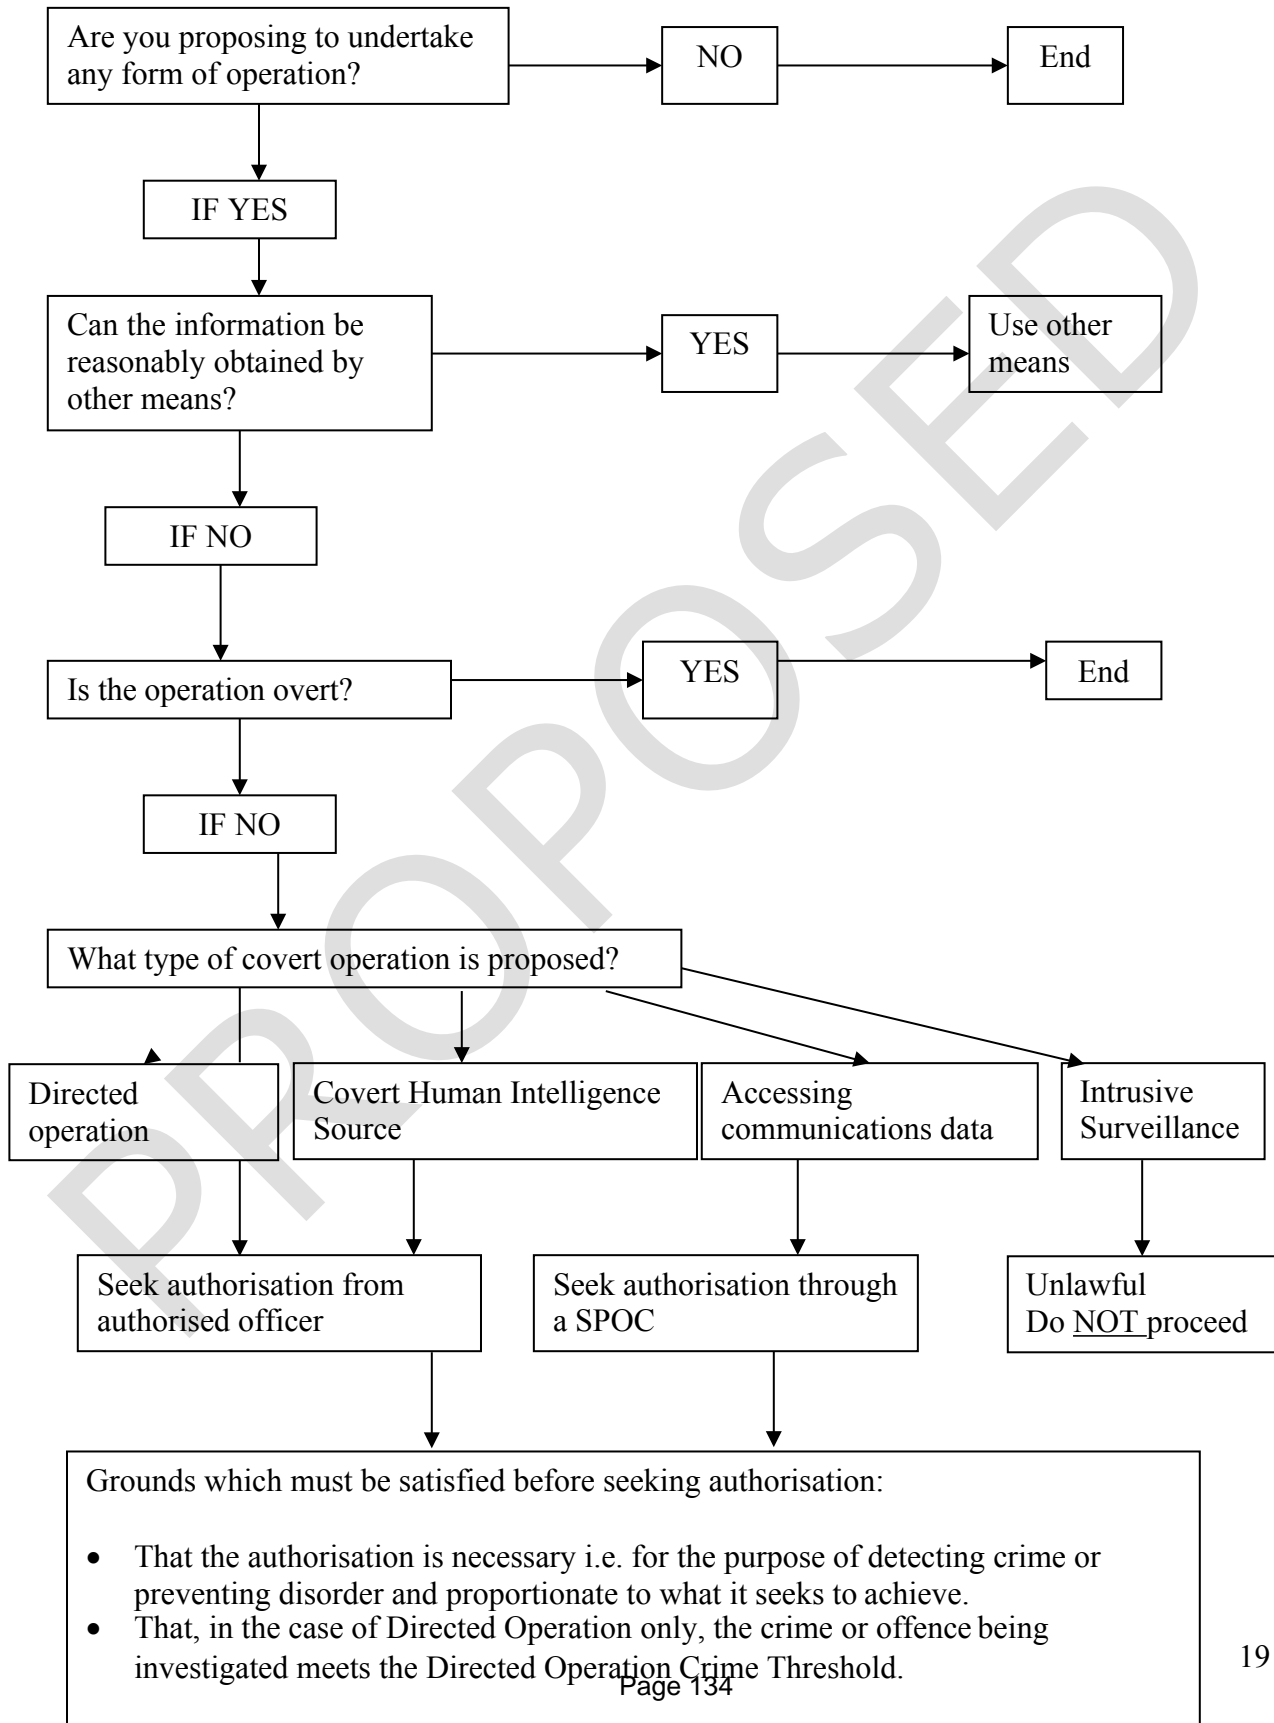 Are you proposing to undertake
any form of operation?
NO
End
IF YES
Can the information be
reasonably obtained by
other means?
YES
Use other
means
IF NO
Is the operation overt?
YES
End
IF NO
What type of covert operation is proposed?
Directed
operation
Covert Human Intelligence
Source
Accessing
communications data
Intrusive
Surveillance
Seek authorisation from
authorised officer
Seek authorisation through
a SPOC
Unlawful
Do NOT proceed
Grounds which must be satisfied before seeking authorisation:
• That the authorisation is necessary i.e. for the purpose of detecting crime or
preventing disorder and proportionate to what it seeks to achieve.
• That, in the case of Directed Operation only, the crime or offence being
investigated meets the Directed Operation Crime Threshold.
19
Page 134
PROPOSED